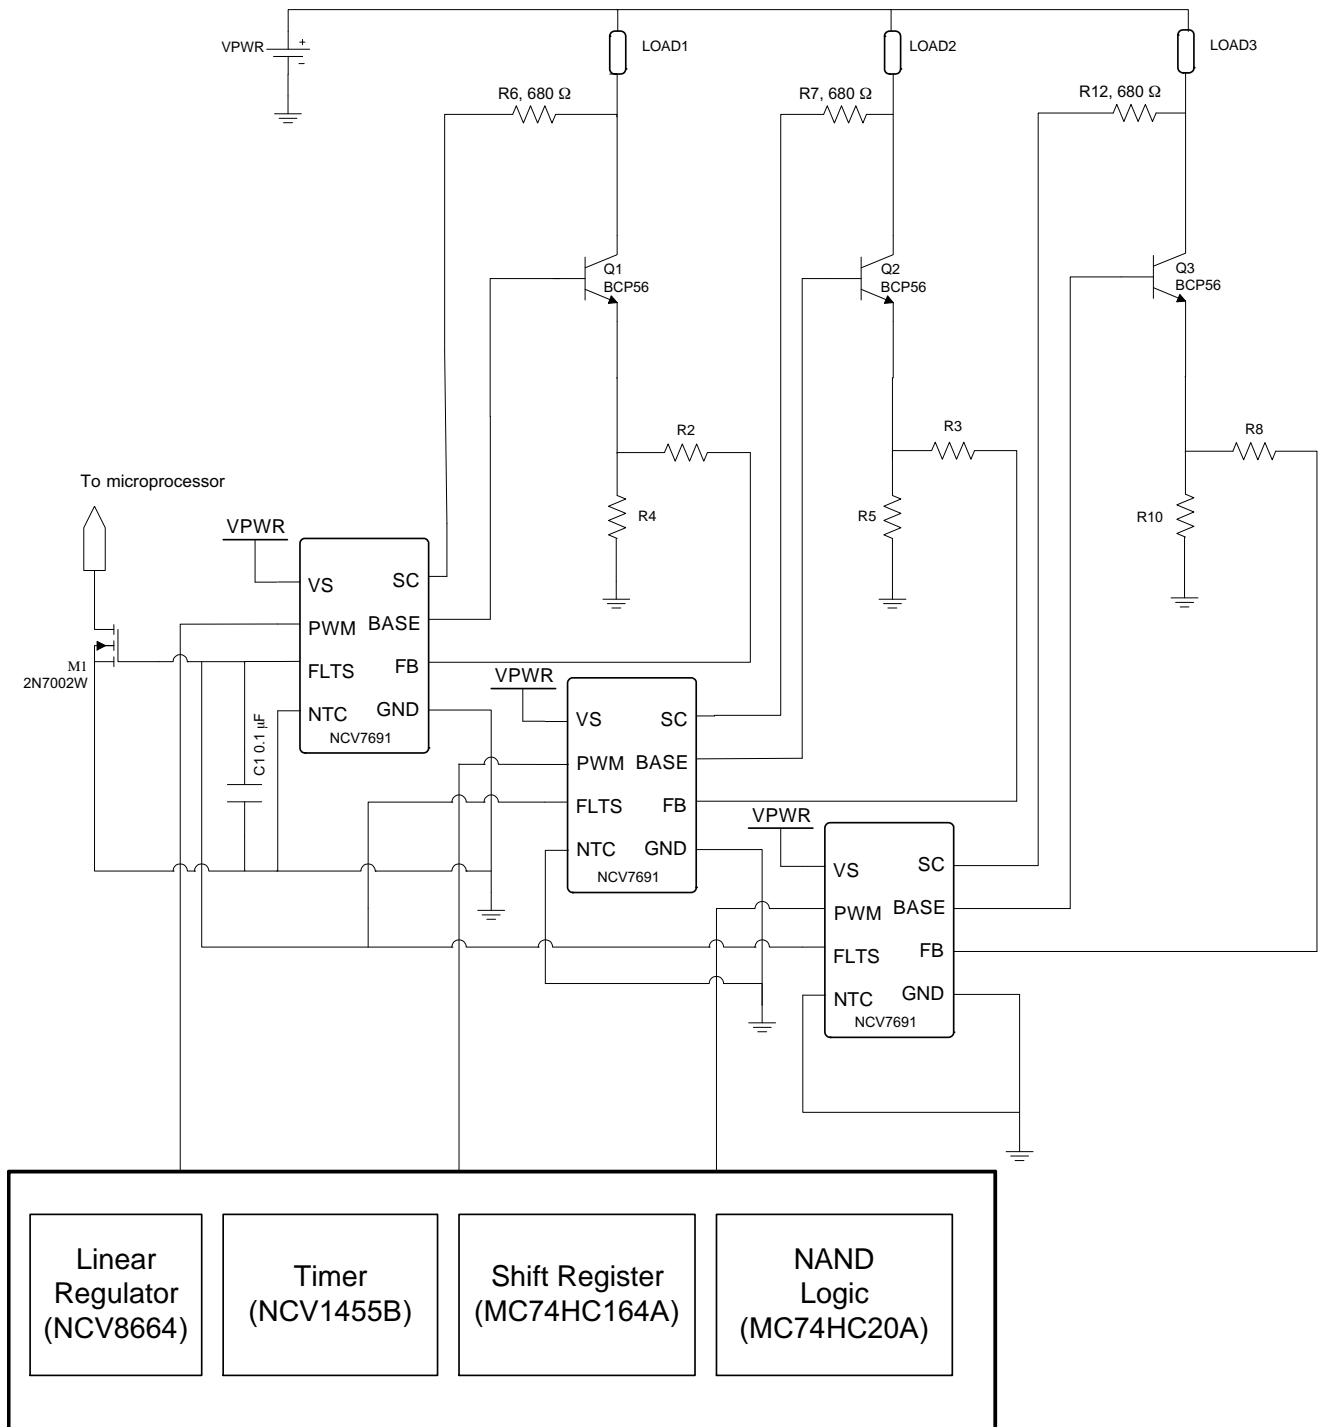 VPWR
+
−
LOAD1
LOAD2
LOAD3
R6, 680 Ω
R7, 680 Ω
R12, 680 Ω
Q1
BCP56
Q2
BCP56
Q3
BCP56
R2
R3
R8
R4
R5
R10
To microprocessor
VPWR
VS
SC
PWM
BASE
FLTS
FB
NTC
GND
NCV7691
M1
2N7002W
C1 0.1 µF
VPWR
VS
SC
PWM
BASE
FLTS
FB
NTC
GND
NCV7691
VPWR
VS
SC
PWM
BASE
FLTS
FB
NTC
GND
NCV7691
Linear
Regulator
(NCV8664)
Timer
(NCV1455B)
Shift Register
(MC74HC164A)
NAND
Logic
(MC74HC20A)